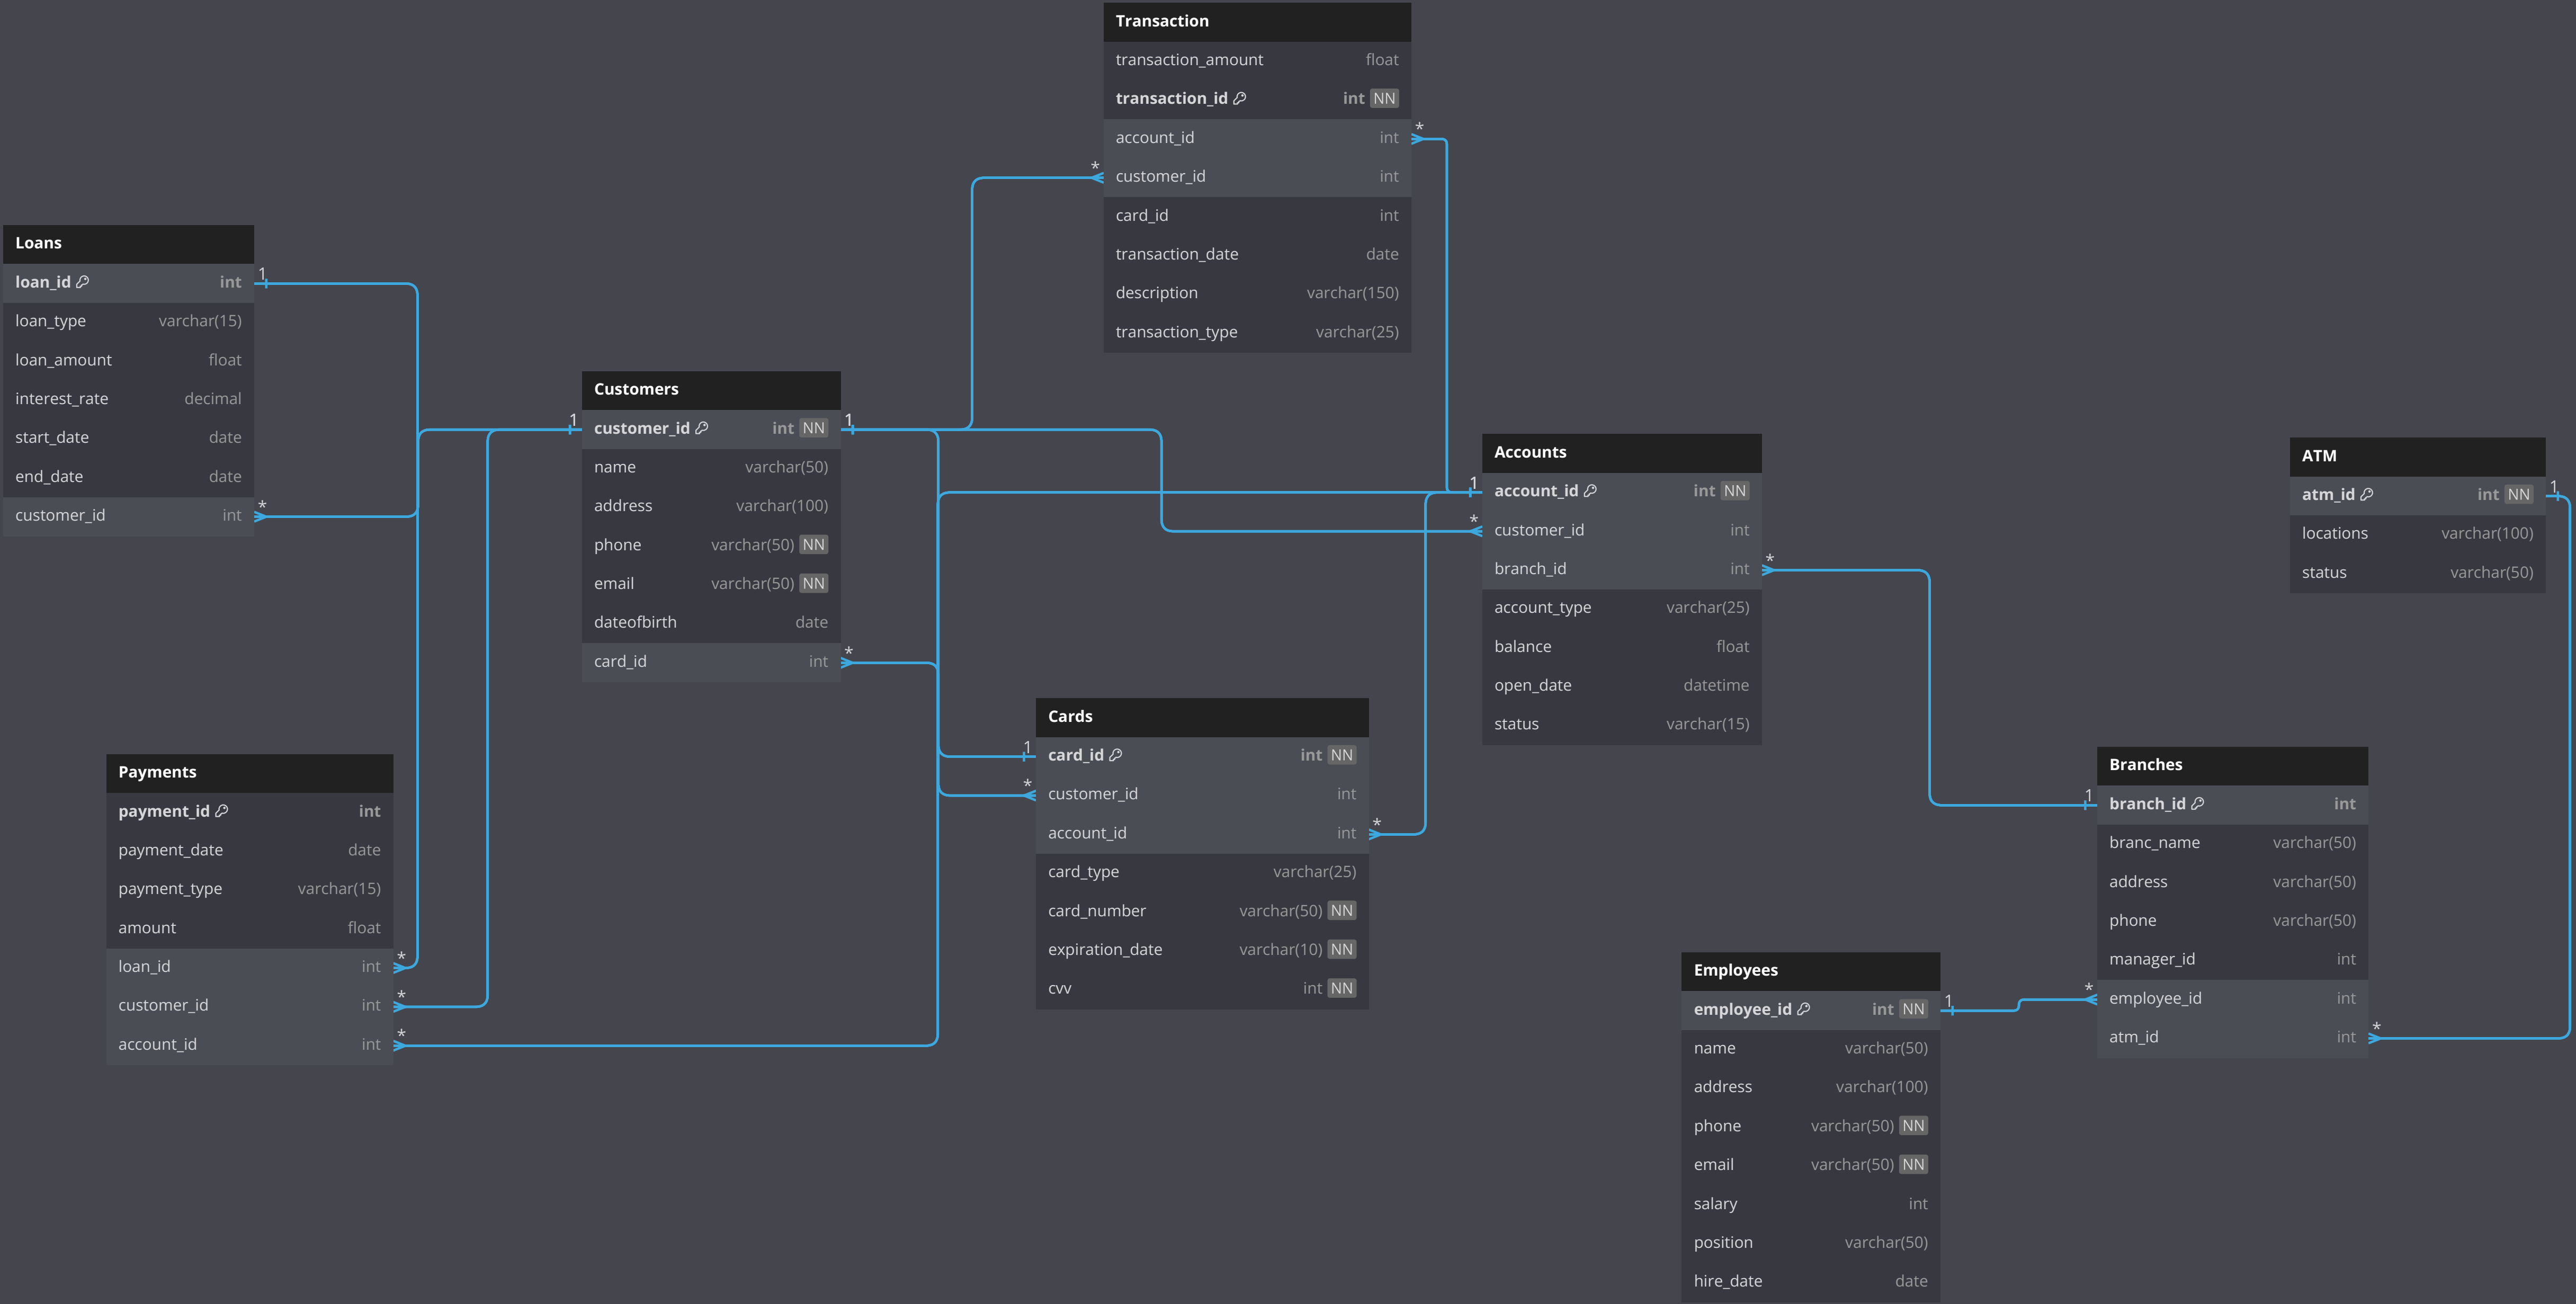 Transaction
transaction_amount float
transaction_id int NN
*
account_id int
*
customer_id int
card_id int
transaction_date date
description varchar(150)
transaction_type varchar(25)
Loans
1
loan_id int
loan_type varchar(15)
loan_amount float
interest_rate decimal
start_date date
end_date date
*
customer_id int
Customers
1 1
customer_id int NN
name varchar(50)
address varchar(100)
phone varchar(50) NN
email varchar(50) NN
dateofbirth date
*
card_id int
Accounts
1
account_id int NN
*
customer_id int
*
branch_id int
account_type varchar(25)
balance float
open_date datetime
status varchar(15)
ATM
1
atm_id int NN
locations varchar(100)
status varchar(50)
Cards
1
card_id int NN
*
customer_id int
*
account_id int
card_type varchar(25)
card_number varchar(50) NN
expiration_date varchar(10) NN
cvv int NN
Payments
payment_id int
payment_date date
payment_type varchar(15)
amount float
*
loan_id int
*
customer_id int
*
account_id int
Branches
1
branch_id int
branc_name varchar(50)
address varchar(50)
phone varchar(50)
manager_id int
*
employee_id int
*
atm_id int
Employees
1
employee_id int NN
name varchar(50)
address varchar(100)
phone varchar(50) NN
email varchar(50) NN
salary int
position varchar(50)
hire_date date